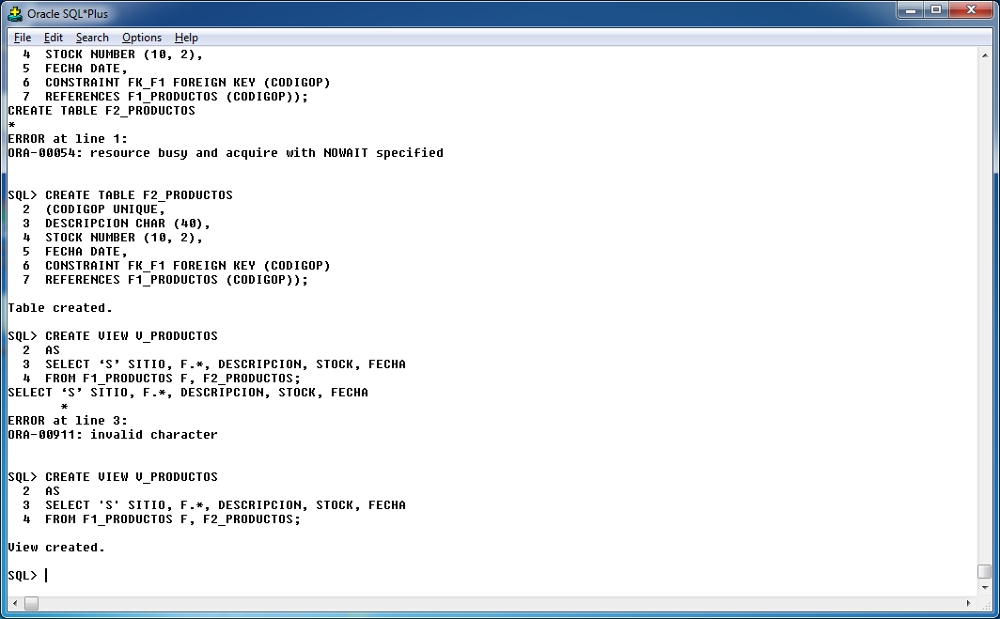 Oracle SQL*Plus
File Edit Search Options Help
  4  STOCK NUMBER (10, 2),
  5  FECHA DATE,
  6  CONSTRAINT FK_F1 FOREIGN KEY (CODIGOP)
  7  REFERENCES F1_PRODUCTOS (CODIGOP));
CREATE TABLE F2_PRODUCTOS
*
ERROR at line 1:
ORA-00054: resource busy and acquire with NOWAIT specified
SQL> CREATE TABLE F2_PRODUCTOS
  2  (CODIGOP UNIQUE,
  3  DESCRIPCION CHAR (40),
  4  STOCK NUMBER (10, 2),
  5  FECHA DATE,
  6  CONSTRAINT FK_F1 FOREIGN KEY (CODIGOP)
  7  REFERENCES F1_PRODUCTOS (CODIGOP));
Table created.
SQL> CREATE VIEW V_PRODUCTOS
  2  AS
  3  SELECT ‘S’ SITIO, F.*, DESCRIPCION, STOCK, FECHA
  4  FROM F1_PRODUCTOS F, F2_PRODUCTOS;
SELECT ‘S’ SITIO, F.*, DESCRIPCION, STOCK, FECHA
       *
ERROR at line 3:
ORA-00911: invalid character
SQL> CREATE VIEW V_PRODUCTOS
  2  AS
  3  SELECT 'S' SITIO, F.*, DESCRIPCION, STOCK, FECHA
  4  FROM F1_PRODUCTOS F, F2_PRODUCTOS;
View created.
SQL>